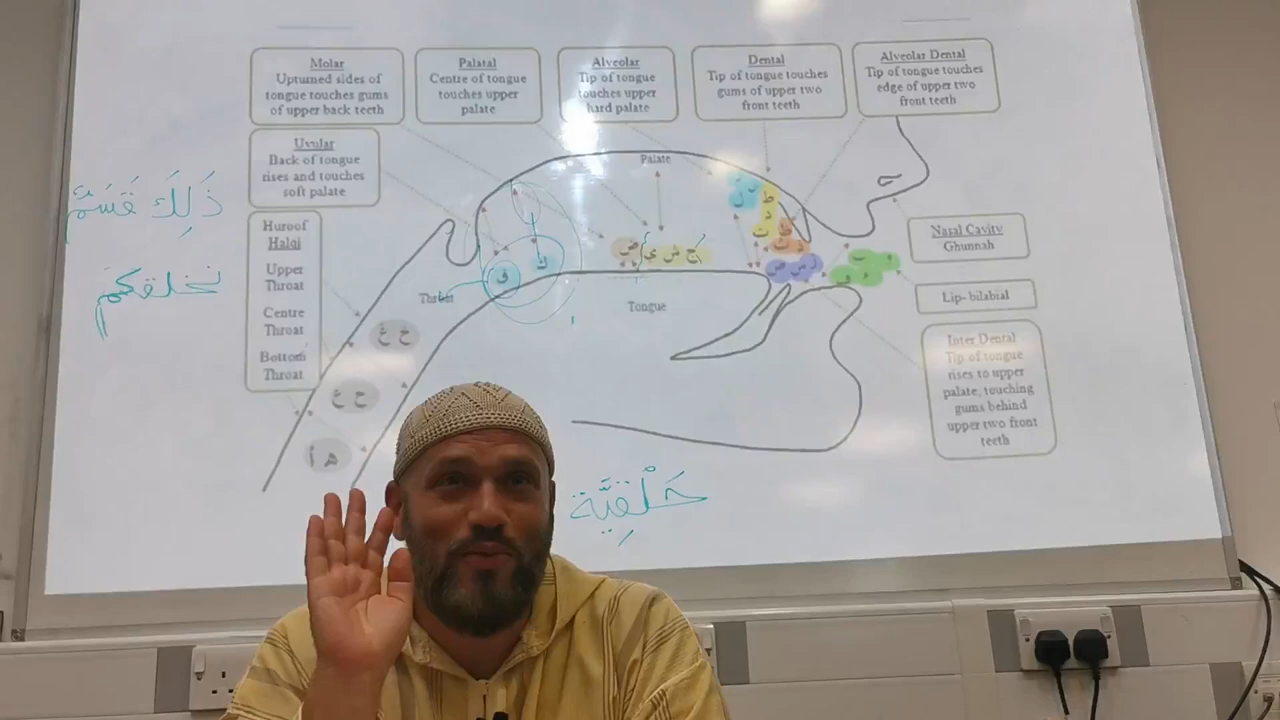 Molar
Upturned sides of
tongue touches gums
of upper back teeth
Palatal
Centre of tongue
touches upper
palate
Alveolar
Tip of tongue
touches upper
hard palate
Dental
Tip of tongue touches
gums of upper two
front teeth
Alveolar Dental
Tip of tongue touches
edge of upper two
front teeth
Uvular
Back of tongue
rises and touches
soft palate
Huroof
Halqi
Upper
Throat
Centre
Throat
Bottom
Throat
Palate
Throat
Tongue
Nasal Cavity
Ghunnah
Lip- bilabial
Inter Dental
Tip of tongue
rises to upper
palate, touching
gums behind
upper two front
teeth
ق
ك
ض
ج ش ي
ط
د
ت
خ غ
ح ع
ه أ
ذَلِكَ قَسَمٌ
نخلقكم
حَلْقِيَّة